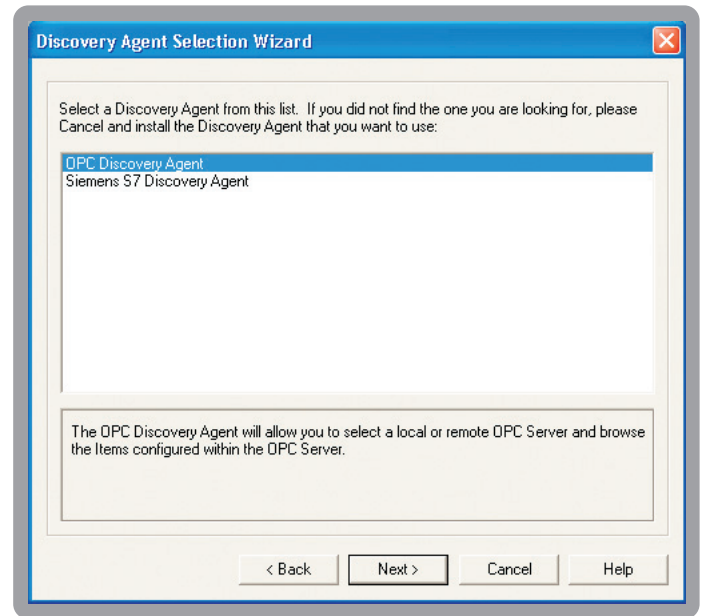 Discovery Agent Selection Wizard
Select a Discovery Agent from this list. If you did not find the one you are looking for, please
Cancel and install the Discovery Agent that you want to use:
OPC Discovery Agent
Siemens S7 Discovery Agent
The OPC Discovery Agent will allow you to select a local or remote OPC Server and browse
the Items configured within the OPC Server.
< Back
Next >
Cancel
Help